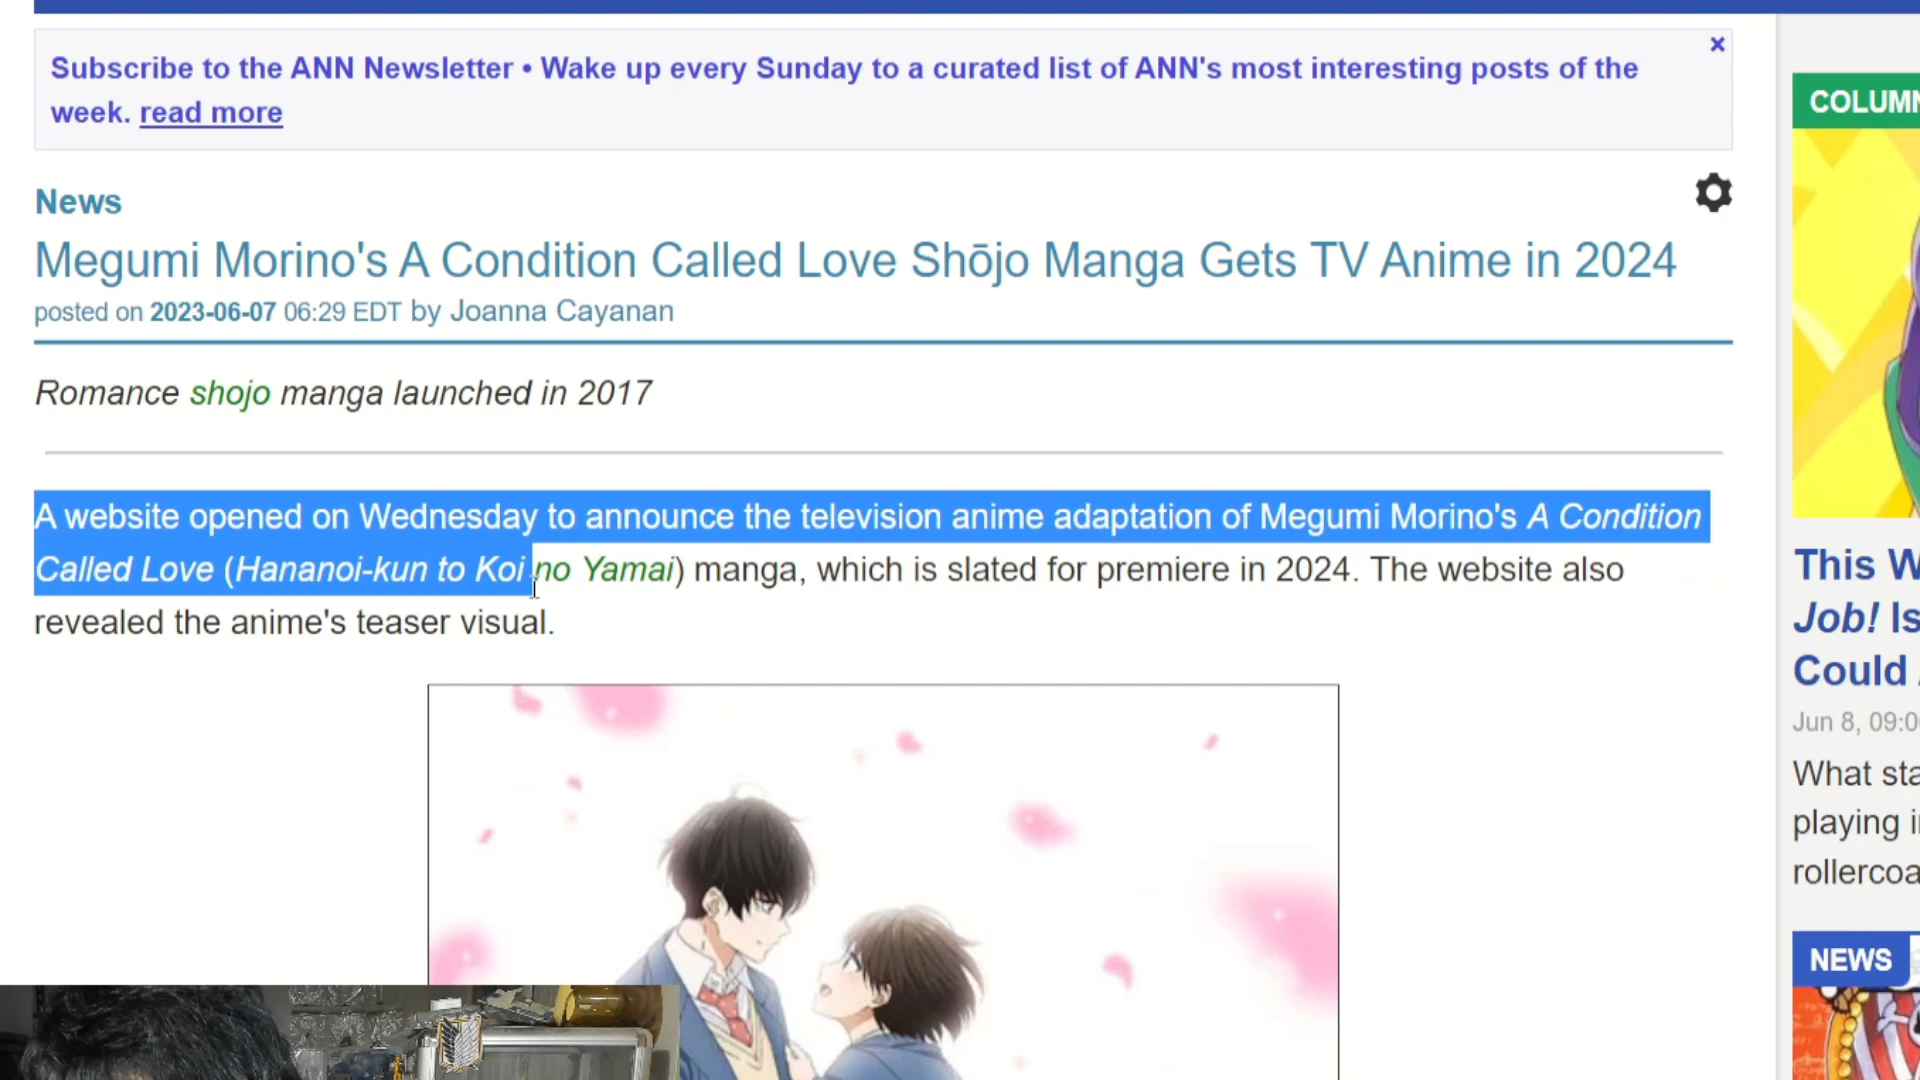 Subscribe to the ANN Newsletter • Wake up every Sunday to a curated list of ANN's most interesting posts of the
week. read more
News
Megumi Morino's A Condition Called Love Shōjo Manga Gets TV Anime in 2024
posted on 2023-06-07 06:29 EDT by Joanna Cayanan
Romance shojo manga launched in 2017
A website opened on Wednesday to announce the television anime adaptation of Megumi Morino's A Condition
Called Love (Hananoi-kun to Koi no Yamai) manga, which is slated for premiere in 2024. The website also
revealed the anime's teaser visual.
COLUMN
This W
Job! Is
Could
Jun 8, 09:0
What sta
playing i
rollercoa
NEWS